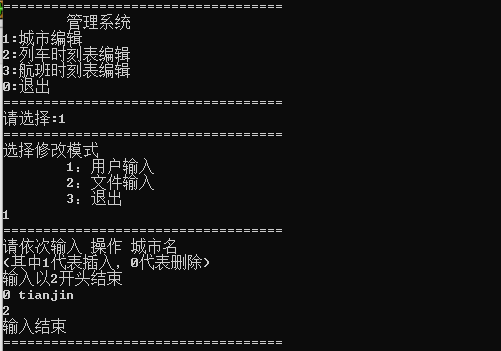 ===================================
管理系统
1:城市编辑
2:列车时刻表编辑
3:航班时刻表编辑
0:退出
===================================
请选择:1
===================================
选择修改模式
1: 用户输入
2: 文件输入
3: 退出
1
===================================
请依次输入 操作 城市名
(其中1代表插入, 0代表删除)
输入以2开头结束
0 tianjin
2
输入结束
===================================